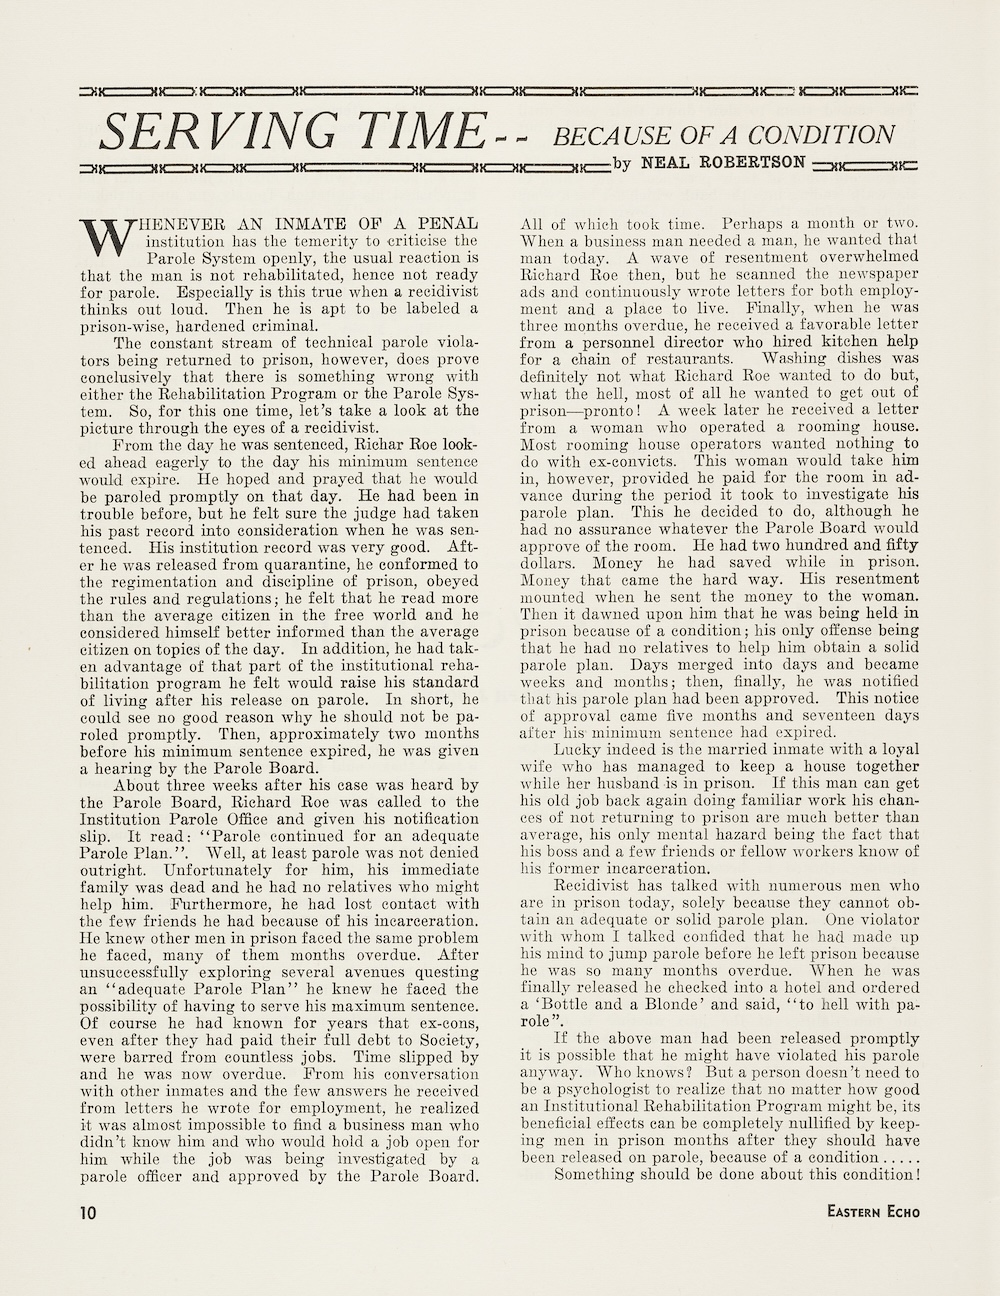 SERVING TIME-- BECAUSE OF A CONDITION
by NEAL ROBERTSON
WHENEVER AN INMATE OF A PENAL
institution has the temerity to criticise the
Parole System openly, the usual reaction is
that the man is not rehabilitated, hence not ready
for parole. Especially is this true when a recidivist
thinks out loud. Then he is apt to be labeled a
prison-wise, hardened criminal.
The constant stream of technical parole viola-
tors being returned to prison, however, does prove
conclusively that there is something wrong with
either the Rehabilitation Program or the Parole Sys-
tem. So, for this one time, let's take a look at the
picture through the eyes of a recidivist.
From the day he was sentenced, Richar Roe look-
ed ahead eagerly to the day his minimum sentence
would expire. He hoped and prayed that he would
be paroled promptly on that day. He had been in
trouble before, but he felt sure the judge had taken
his past record into consideration when he was sen-
tenced. His institution record was very good. Aft-
er he was released from quarantine, he conformed to
the regimentation and discipline of prison, obeyed
the rules and regulations; he felt that he read more
than the average citizen in the free world and he
considered himself better informed than the average
citizen on topics of the day. In addition, he had tak-
en advantage of that part of the institutional reha-
bilitation program he felt would raise his standard
of living after his release on parole. In short, he
could see no good reason why he should not be pa-
roled promptly. Then, approximately two months
before his minimum sentence expired, he was given
a hearing by the Parole Board.
About three weeks after his case was heard by
the Parole Board, Richard Roe was called to the
Institution Parole Office and given his notification
slip. It read: "Parole continued for an adequate
Parole Plan.". Well, at least parole was not denied
outright. Unfortunately for him, his immediate
family was dead and he had no relatives who might
help him. Furthermore, he had lost contact with
the few friends he had because of his incarceration.
He knew other men in prison faced the same problem
he faced, many of them months overdue. After
unsuccessfully exploring several avenues questing
an "adequate Parole Plan" he knew he faced the
possibility of having to serve his maximum sentence.
Of course he had known for years that ex-cons,
even after they had paid their full debt to Society,
were barred from countless jobs. Time slipped by
and he was now overdue. From his conversation
with other inmates and the few answers he received
from letters he wrote for employment, he realized
it was almost impossible to find a business man who
didn't know him and who would hold a job open for
him while the job was being investigated by a
parole officer and approved by the Parole Board.
All of which took time. Perhaps a month or two.
When a business man needed a man, he wanted that
man today. A wave of resentment overwhelmed
Richard Roe then, but he scanned the newspaper
ads and continuously wrote letters for both employ-
ment and a place to live. Finally, when he was
three months overdue, he received a favorable letter
from a personnel director who hired kitchen help
for a chain of restaurants. Washing dishes was
definitely not what Richard Roe wanted to do but,
what the hell, most of all he wanted to get out of
prison—pronto! A week later he received a letter
from a woman who operated a rooming house.
Most rooming house operators wanted nothing to
do with ex-convicts. This woman would take him
in, however, provided he paid for the room in ad-
vance during the period it took to investigate his
parole plan. This he decided to do, although he
had no assurance whatever the Parole Board would
approve of the room. He had two hundred and fifty
dollars. Money he had saved while in prison.
Money that came the hard way. His resentment
mounted when he sent the money to the woman.
Then it dawned upon him that he was being held in
prison because of a condition; his only offense being
that he had no relatives to help him obtain a solid
parole plan. Days merged into days and became
weeks and months; then, finally, he was notified
that his parole plan had been approved. This notice
of approval came five months and seventeen days
after his minimum sentence had expired.
Lucky indeed is the married inmate with a loyal
wife who has managed to keep a house together
while her husband is in prison. If this man can get
his old job back again doing familiar work his chan-
ces of not returning to prison are much better than
average, his only mental hazard being the fact that
his boss and a few friends or fellow workers know of
his former incarceration.
Recidivist has talked with numerous men who
are in prison today, solely because they cannot ob-
tain an adequate or solid parole plan. One violator
with whom I talked confided that he had made up
his mind to jump parole before he left prison because
he was so many months overdue. When he was
finally released he checked into a hotel and ordered
a 'Bottle and a Blonde' and said, "to hell with pa-
role".
If the above man had been released promptly
it is possible that he might have violated his parole
anyway. Who knows? But a person doesn't need to
be a psychologist to realize that no matter how good
an Institutional Rehabilitation Program might be, its
beneficial effects can be completely nullified by keep-
ing men in prison months after they should have
been released on parole, because of a condition.....
Something should be done about this condition!
10 EASTERN ECHO